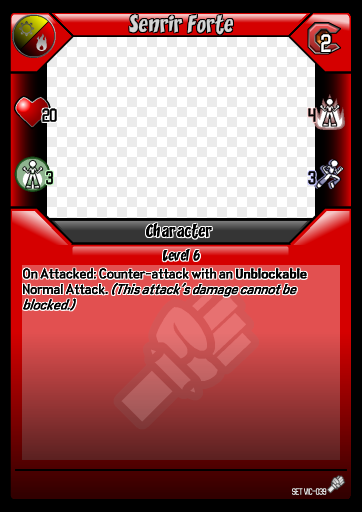 Senrir Forte
2
20
4
3
3
Character
Level 6
On Attacked: Counter-attack with an Unblockable
Normal Attack. (This attack's damage cannot be
blocked.)
SET VIC-039